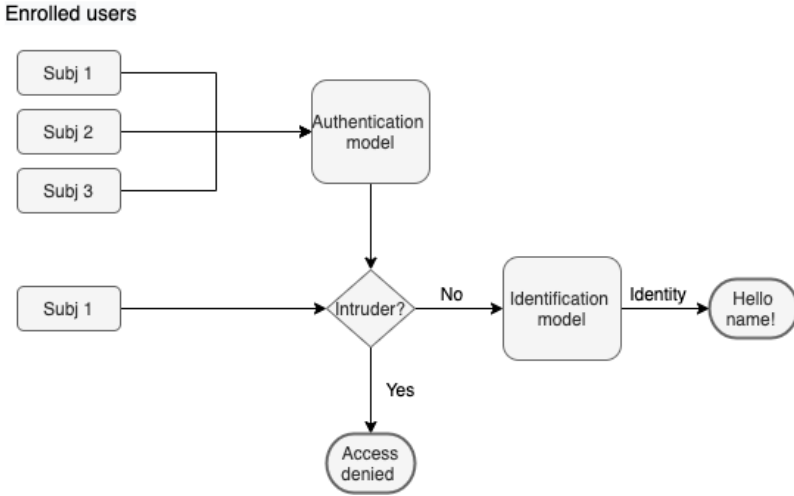 Enrolled users
Subj 1
Subj 2
Subj 3
Authentication
model
Subj 1
Intruder?
No
Identification
model
Identity
Hello
name!
Yes
Access
denied